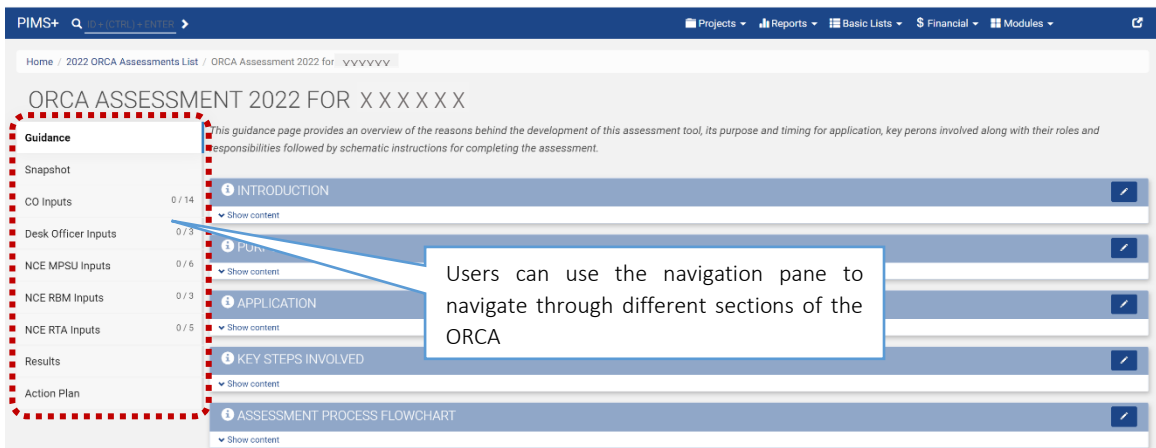 PIMS+ ID + (CTRL) + ENTER Projects Reports Basic Lists $ Financial Modules
Home / 2022 ORCA Assessments List / ORCA Assessment 2022 for
ORCA ASSESSMENT 2022 FOR X X X X X X
Guidance
This guidance page provides an overview of the reasons behind the development of this assessment tool, its purpose and timing for application, key perons involved along with their roles and
responsibilities followed by schematic instructions for completing the assessment.
Snapshot
CO Inputs 0 / 14
Desk Officer Inputs 0 / 3
NCE MPSU Inputs 0 / 6
NCE RBM Inputs 0 / 3
NCE RTA Inputs 0 / 5
Results
Action Plan
INTRODUCTION
Show content
Show content
APPLICATION
Show content
KEY STEPS INVOLVED
Show content
ASSESSMENT PROCESS FLOWCHART
Show content
Users can use the navigation pane to
navigate through different sections of the
ORCA